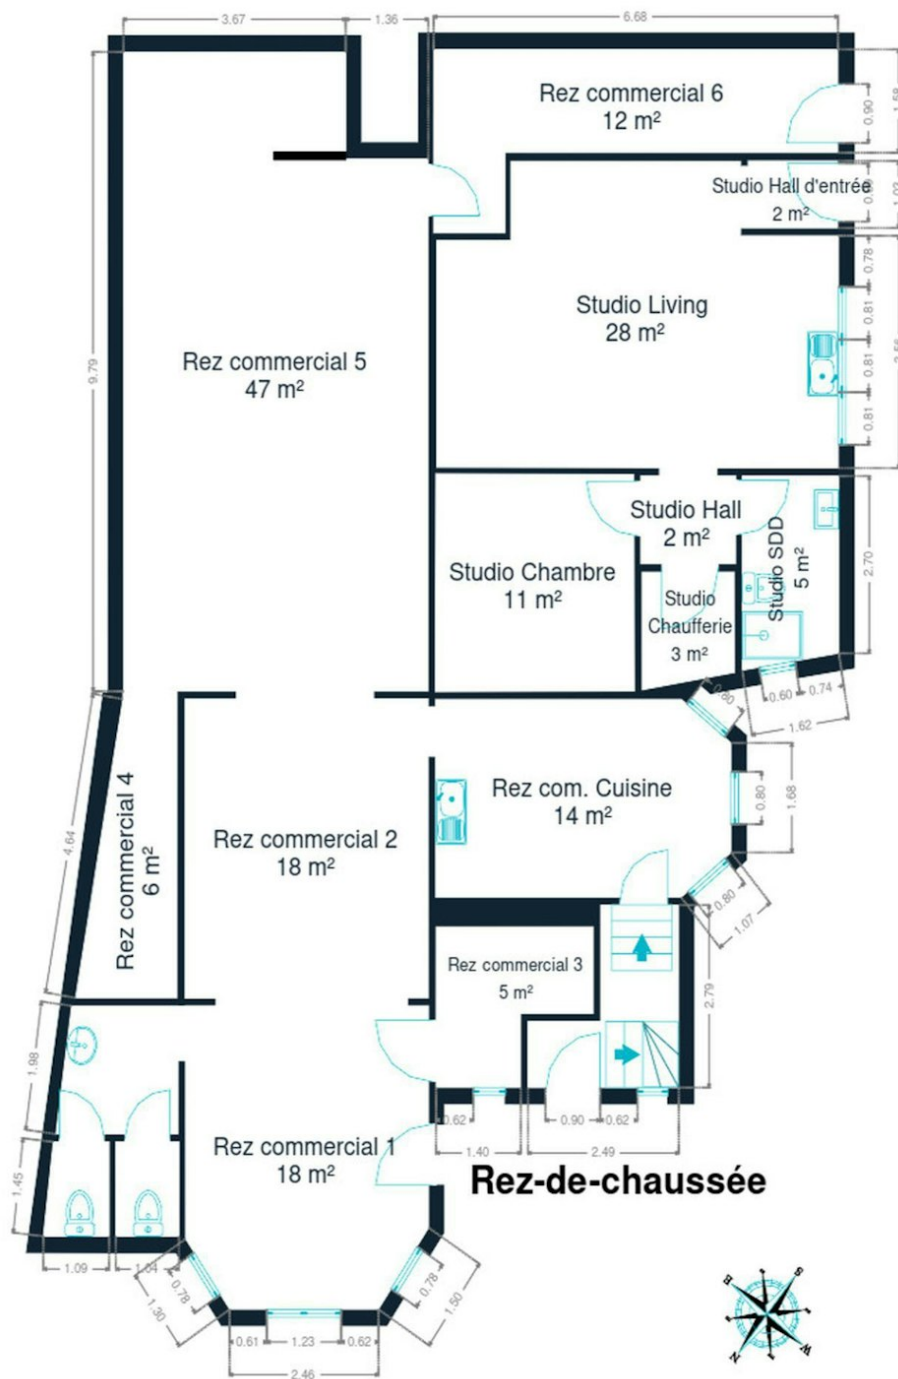 3.67
1.36
6.68
Rez commercial 6
12 m²
0.90
1.58
Studio Hall d'entrée
2 m²
1.02
0.78
Studio Living
28 m²
0.81
0.81
0.81
9.79
Rez commercial 5
47 m²
Studio Hall
2 m²
Studio SDD
5 m²
2.70
Studio Chambre
11 m²
Studio
Chaufferie
3 m²
0.60
0.74
1.62
0.80
Rez com. Cuisine
14 m²
0.80
1.68
4.64
Rez commercial 4
6 m²
Rez commercial 2
18 m²
0.80
1.07
Rez commercial 3
5 m²
2.79
1.98
0.62
0.90
0.62
1.40
2.49
Rez commercial 1
18 m²
Rez-de-chaussée
1.45
1.09
1.04
0.78
1.30
0.78
1.50
0.61
1.23
0.62
2.46
S
E
W
N